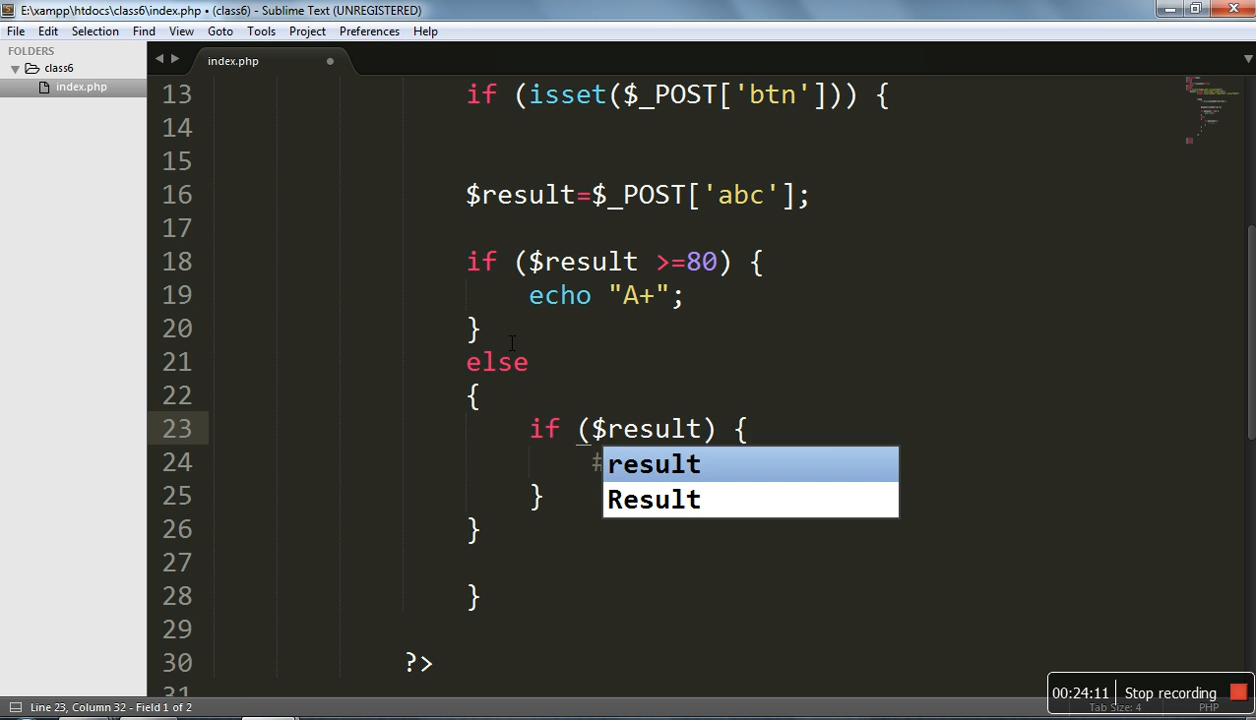 E:\xampp\htdocs\class6\index.php • (class6) - Sublime Text (UNREGISTERED)
File Edit Selection Find View Goto Tools Project Preferences Help
FOLDERS
class6
index.php
index.php
13 if (isset($_POST['btn'])) {
14
15
16 $result=$_POST['abc'];
17
18 if ($result >=80) {
19 echo "A+";
20 }
21 else
22 {
23 if ($result) {
24 #
result
Result
25 }
26 }
27
28 }
29
30 ?>
31
00:24:11 Stop recording
Line 23, Column 32 - Field 1 of 2
Tab Size: 4 PHP